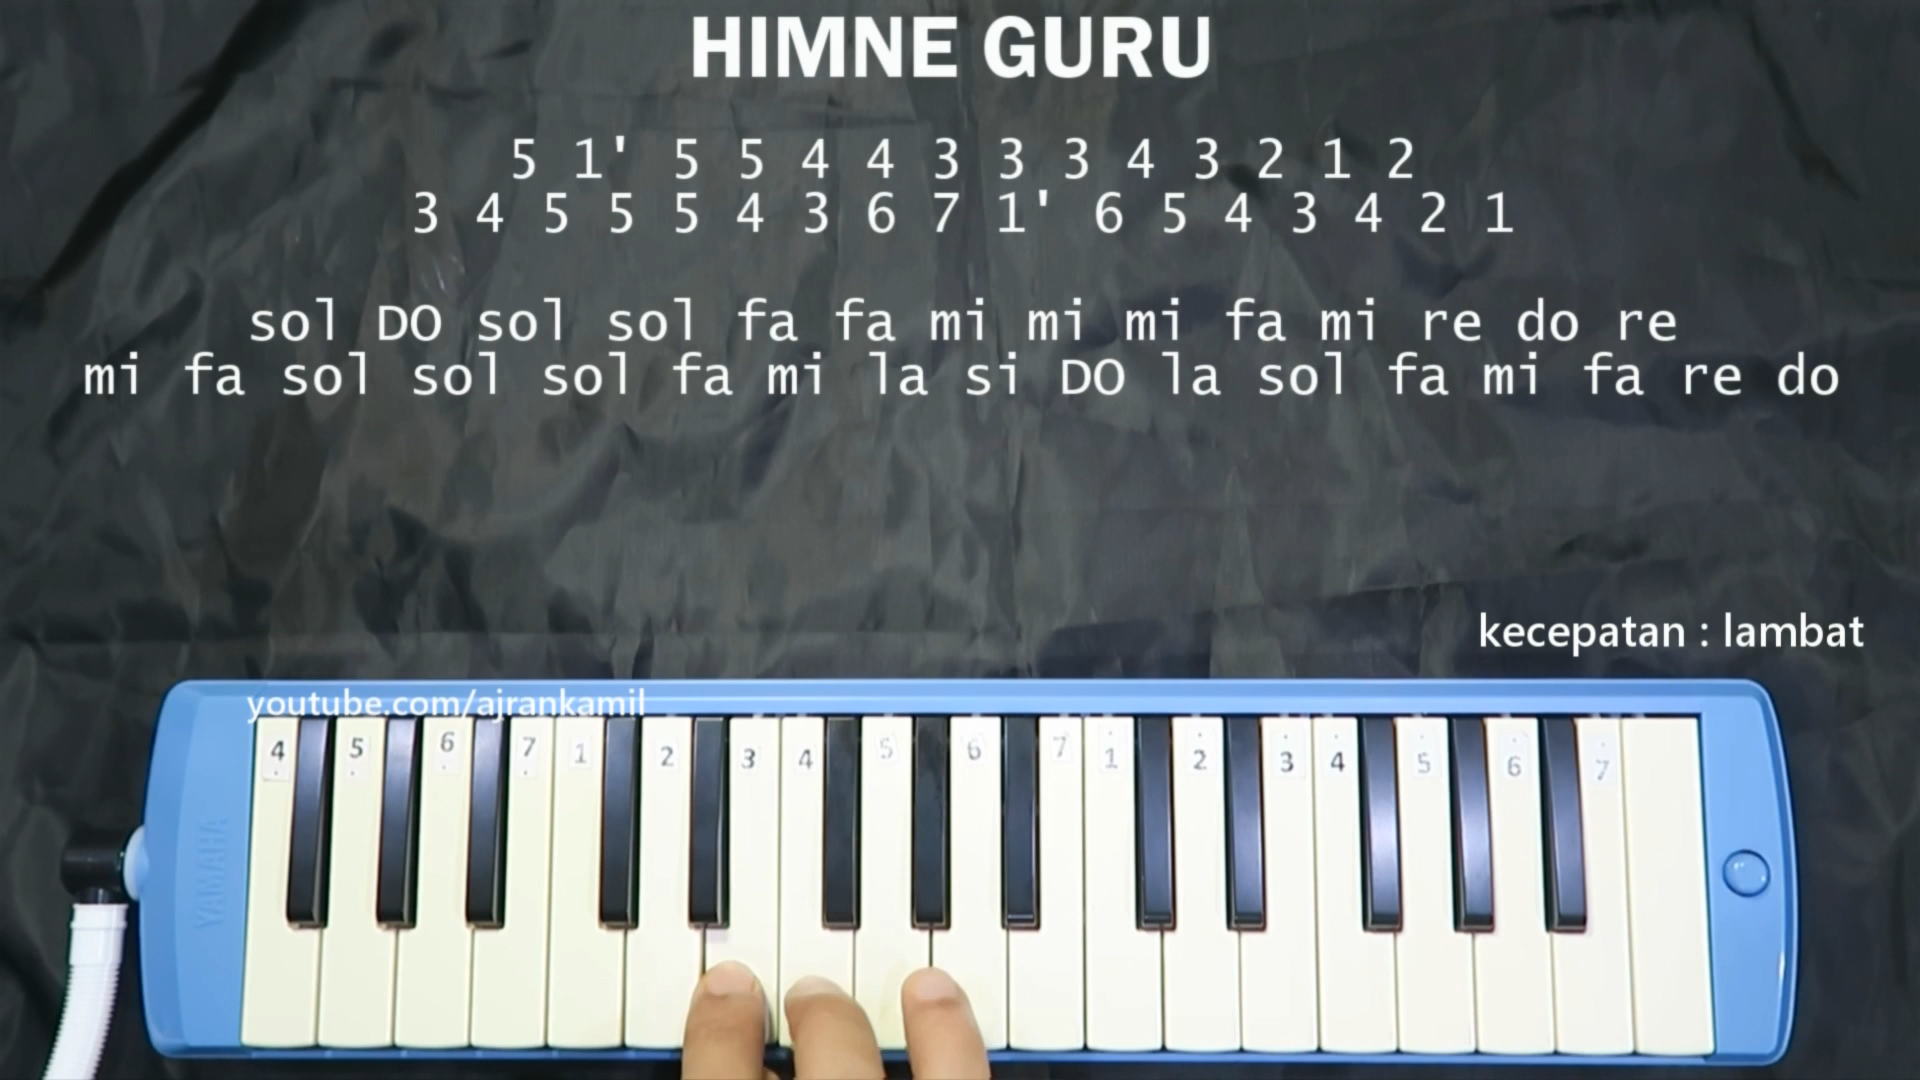 HIMNE GURU
5 1' 5 5 4 4 3 3 3 4 3 2 1 2
3 4 5 5 5 4 3 6 7 1' 6 5 4 3 4 2 1
sol DO sol sol fa fa mi mi mi fa mi re do re
mi fa sol sol sol fa mi la si DO la sol fa mi fa re do
kecepatan : lambat
youtube.com/ajrankamil
4 5 6 7 1 2 3 4 5 6 7 1 2 3 4 5 6 7
YAMAHA